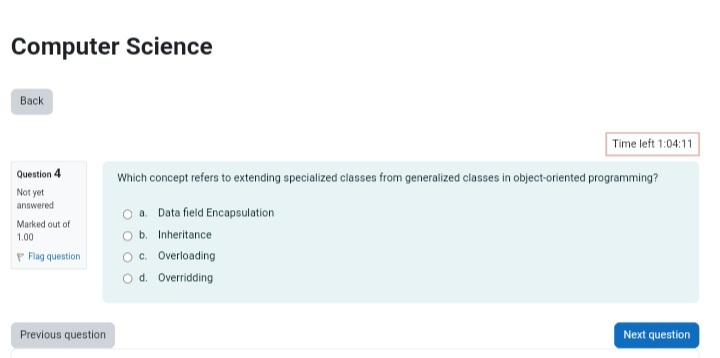 Computer Science
Back
Time left 1:04:11
Question 4
Not yet
answered
Marked out of
1.00
Flag question
Which concept refers to extending specialized classes from generalized classes in object-oriented programming?
a. Data field Encapsulation
b. Inheritance
c. Overloading
d. Overridding
Previous question
Next question